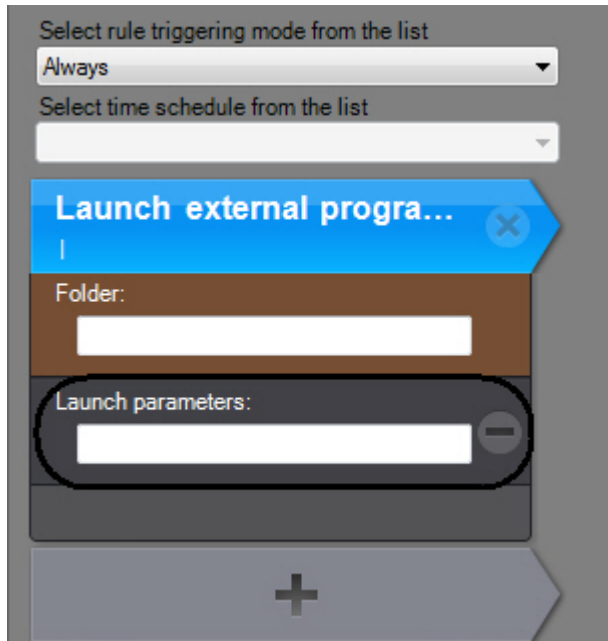 Select rule triggering mode from the list
Always
Select time schedule from the list
Launch external progra...
Folder:
Launch parameters: